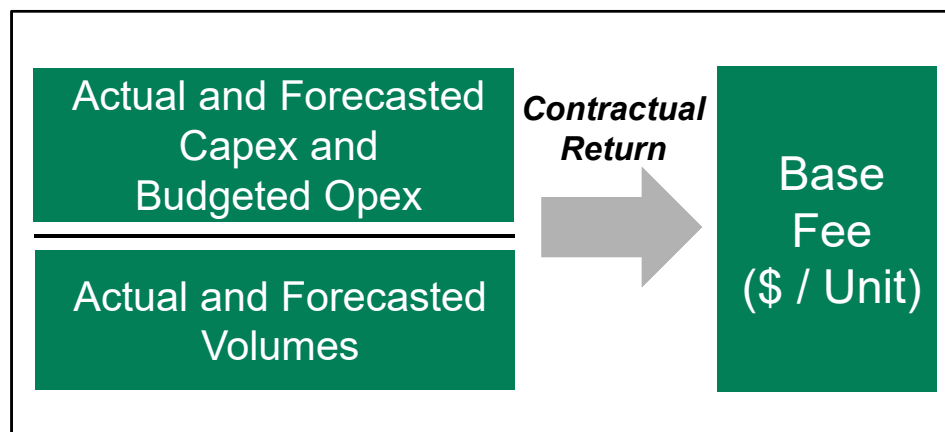 Actual and Forecasted
Capex and
Budgeted Opex
Actual and Forecasted
Volumes
Contractual
Return
Base
Fee
($ / Unit)